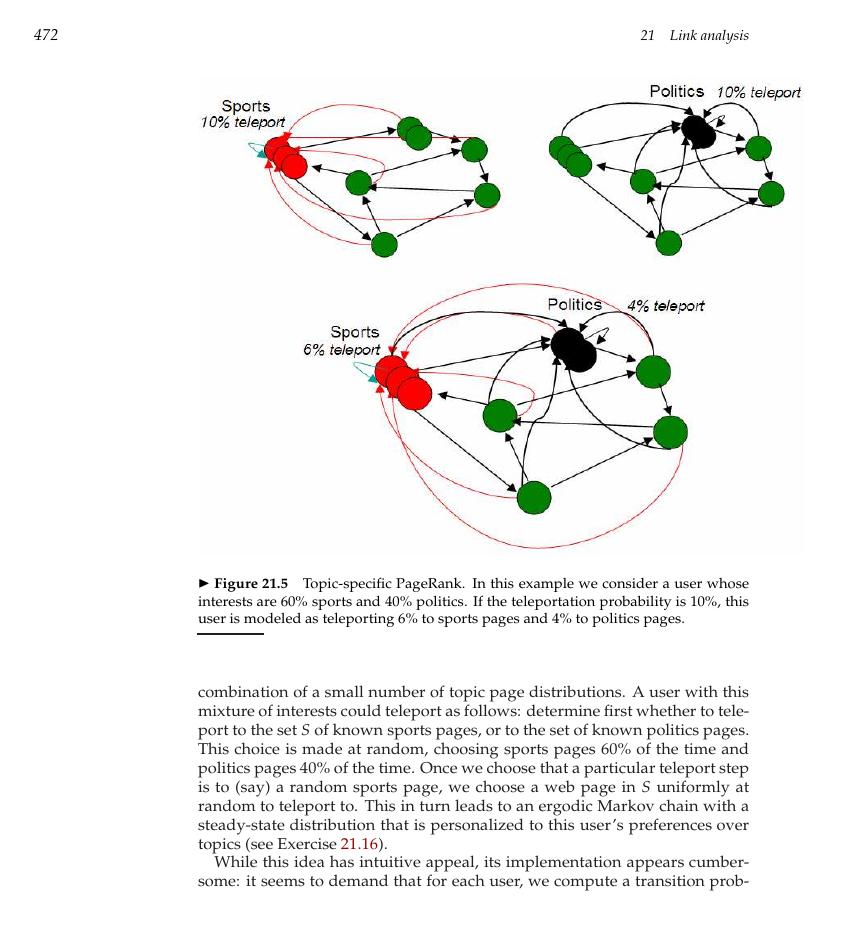 472
21 Link analysis
Sports
10% teleport
Politics 10% teleport
Politics 4% teleport
Sports
6% teleport
► Figure 21.5 Topic-specific PageRank. In this example we consider a user whose
interests are 60% sports and 40% politics. If the teleportation probability is 10%, this
user is modeled as teleporting 6% to sports pages and 4% to politics pages.
combination of a small number of topic page distributions. A user with this
mixture of interests could teleport as follows: determine first whether to tele-
port to the set S of known sports pages, or to the set of known politics pages.
This choice is made at random, choosing sports pages 60% of the time and
politics pages 40% of the time. Once we choose that a particular teleport step
is to (say) a random sports page, we choose a web page in S uniformly at
random to teleport to. This in turn leads to an ergodic Markov chain with a
steady-state distribution that is personalized to this user's preferences over
topics (see Exercise 21.16).
While this idea has intuitive appeal, its implementation appears cumber-
some: it seems to demand that for each user, we compute a transition prob-